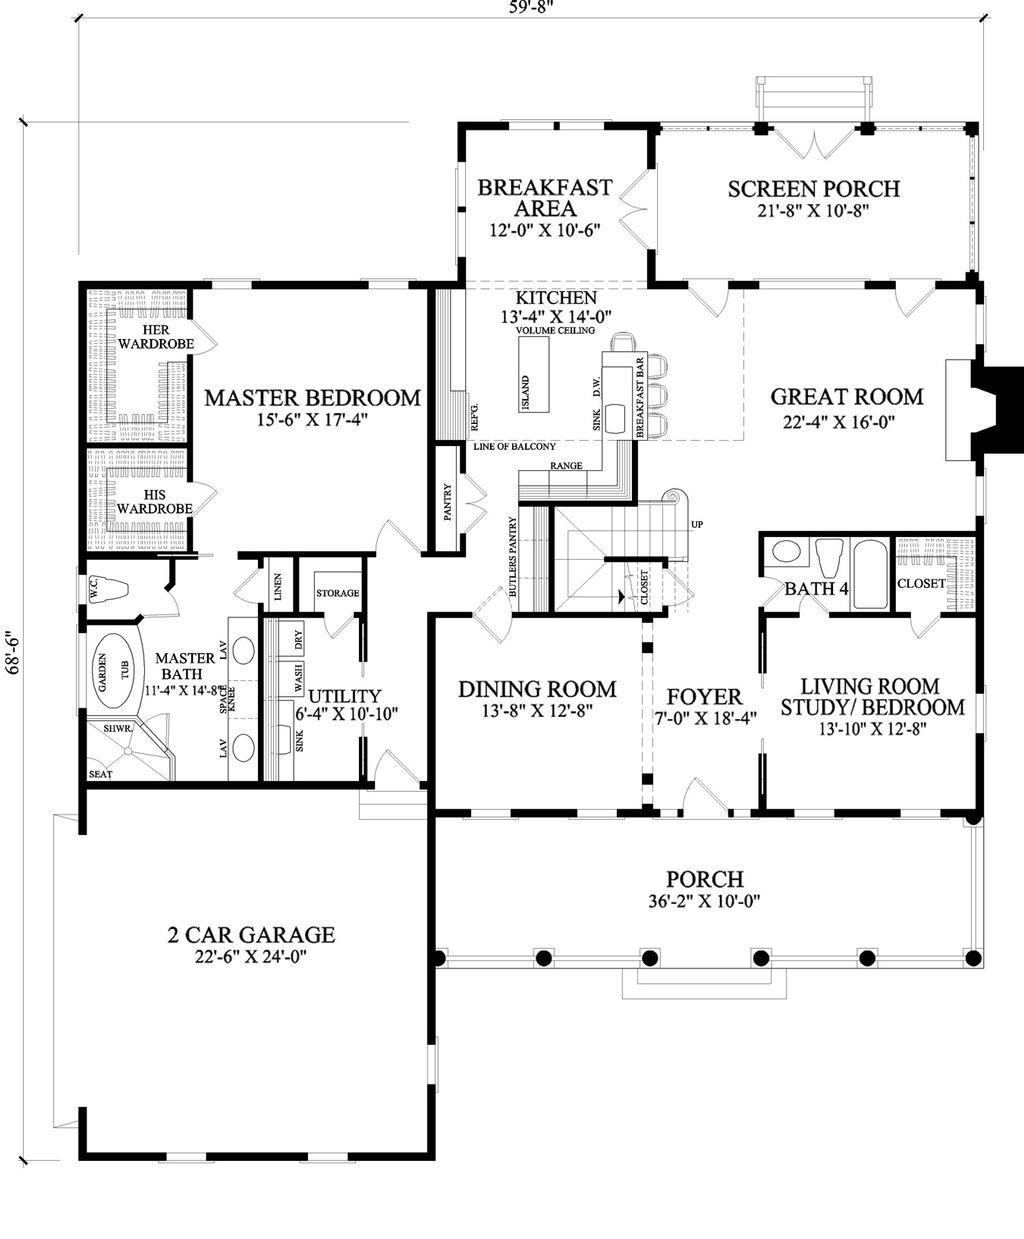 59'-8"
68'-6"
BREAKFAST
AREA
12'-0" X 10'-6"
SCREEN PORCH
21'-8" X 10'-8"
KITCHEN
13'-4" X 14'-0"
VOLUME CEILING
ISLAND
SINK
D.W.
BREAKFAST BAR
REF'G.
LINE OF BALCONY
RANGE
PANTRY
BUTLERS PANTRY
HER
WARDROBE
MASTER BEDROOM
15'-6" X 17'-4"
HIS
WARDROBE
GREAT ROOM
22'-4" X 16'-0"
UP
CLOSET
BATH 4
CLOSET
W.C.
LINEN
STORAGE
GARDEN
TUB
MASTER
BATH
11'-4" X 14'-8"
LAV
KNEE
SPACE
LAV
SHWR.
SEAT
DRY
WASH
SINK
UTILITY
6'-4" X 10'-10"
DINING ROOM
13'-8" X 12'-8"
FOYER
7'-0" X 18'-4"
LIVING ROOM
STUDY/ BEDROOM
13'-10" X 12'-8"
PORCH
36'-2" X 10'-0"
2 CAR GARAGE
22'-6" X 24'-0"